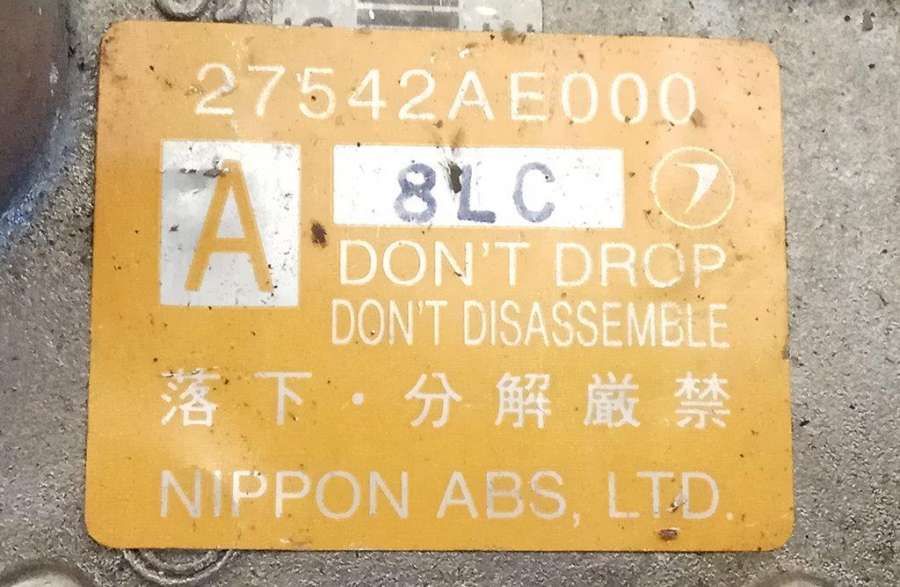 27542AE000
A
8LC
DON'T DROP
DON'T DISASSEMBLE
落下・分解厳禁
NIPPON ABS, LTD.